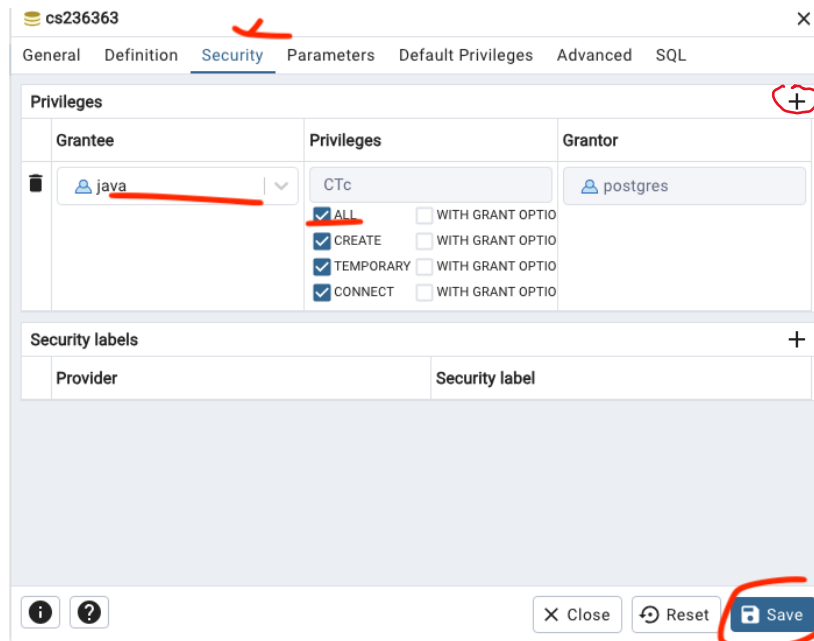 cs236363
General Definition Security Parameters Default Privileges Advanced SQL
Privileges
Grantee Privileges Grantor
java CTc postgres
ALL WITH GRANT OPTIO
CREATE WITH GRANT OPTIO
TEMPORARY WITH GRANT OPTIO
CONNECT WITH GRANT OPTIO
Security labels
Provider Security label
Close Reset Save